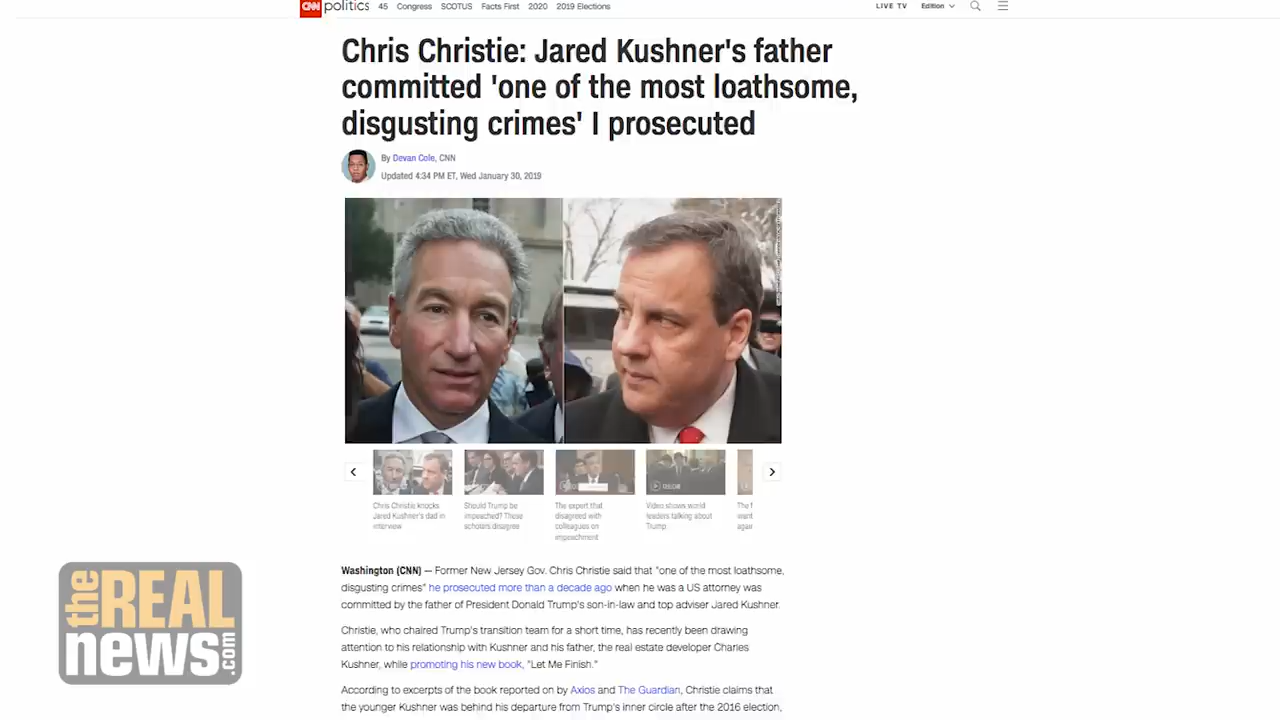 CNN politics 45 Congress SCOTUS Facts First 2020 2019 Elections LIVE TV Edition
Chris Christie: Jared Kushner's father
committed 'one of the most loathsome,
disgusting crimes' I prosecuted
By Devan Cole, CNN
Updated 4:34 PM ET, Wed January 30, 2019
Chris Christie knocks
Jared Kushner's dad in
interview
Should Trump be
impeached? These
scholars disagree
The expert that
disagreed with
colleagues on
impeachment
Video shows world
leaders talking about
Trump
Washington (CNN) — Former New Jersey Gov. Chris Christie said that "one of the most loathsome,
disgusting crimes" he prosecuted more than a decade ago when he was a US attorney was
committed by the father of President Donald Trump's son-in-law and top adviser Jared Kushner.
Christie, who chaired Trump's transition team for a short time, has recently been drawing
attention to his relationship with Kushner and his father, the real estate developer Charles
Kushner, while promoting his new book, "Let Me Finish."
According to excerpts of the book reported on by Axios and The Guardian, Christie claims that
the younger Kushner was behind his departure from Trump's inner circle after the 2016 election,
the REAL
news.com